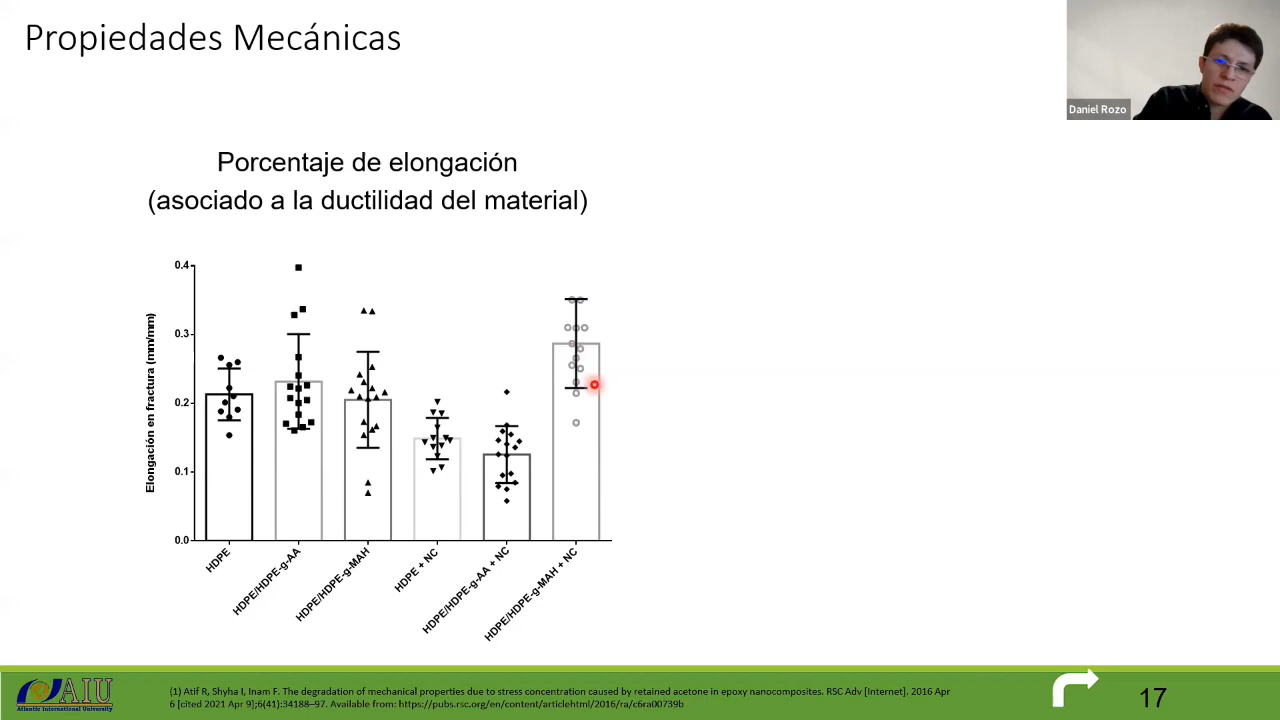 Propiedades Mecánicas
Daniel Rozo
Porcentaje de elongación
(asociado a la ductilidad del material)
Elongación en fractura (mm/mm)
0.4
0.3
0.2
0.1
0.0
HDPE
HDPE/HDPE-g-AA
HDPE/HDPE-g-MAH
HDPE + NC
HDPE/HDPE-g-AA + NC
HDPE/HDPE-g-MAH + NC
AIU
Atlantic International University
(1) Atif R, Shyha I, Inam F. The degradation of mechanical properties due to stress concentration caused by retained acetone in epoxy nanocomposites. RSC Adv [Internet]. 2016 Apr
6 [cited 2021 Apr 9];6(41):34188–97. Available from: https://pubs.rsc.org/en/content/articlehtml/2016/ra/c6ra00739b
17